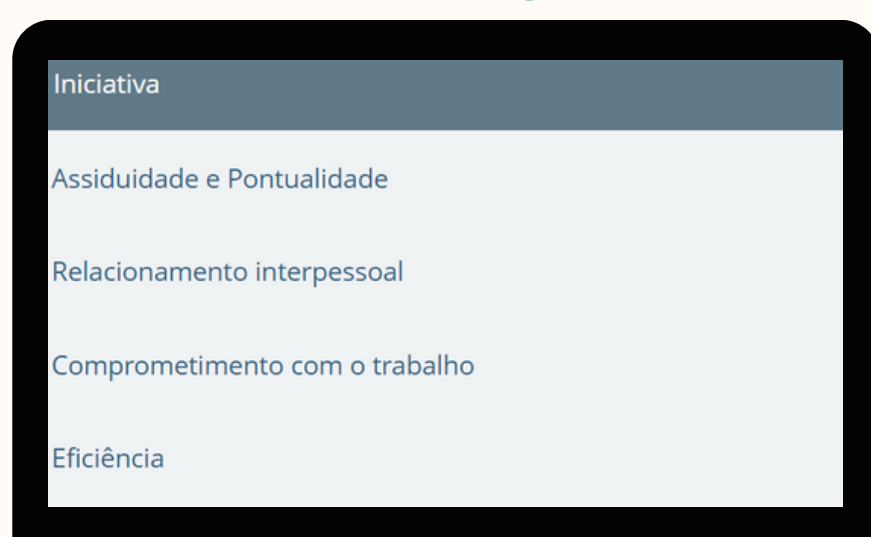 Iniciativa
Assiduidade e Pontualidade
Relacionamento interpessoal
Comprometimento com o trabalho
Eficiência